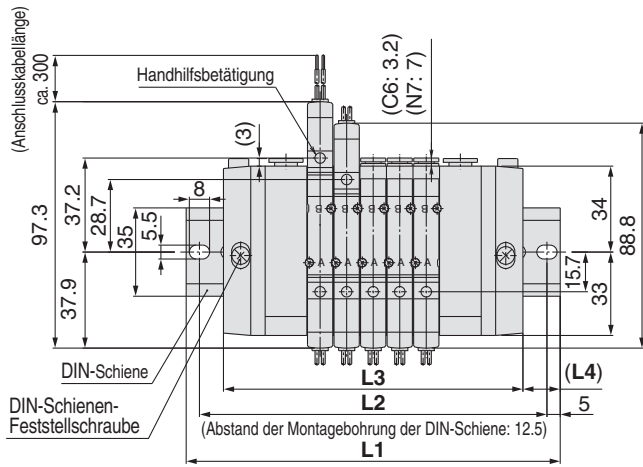 (Anschlusskabellänge)
ca. 300
Handhilfsbetätigung
(C6: 3.2)
(N7: 7)
(3)
97.3
37.2
28.7
8
35
5.5
37.9
34
88.8
15.7
33
B
B
B
B
A
A
A
A
A
DIN-Schiene
DIN-Schienen-
Feststellschraube
L3
(L4)
L2
5
(Abstand der Montagebohrung der DIN-Schiene: 12.5)
L1